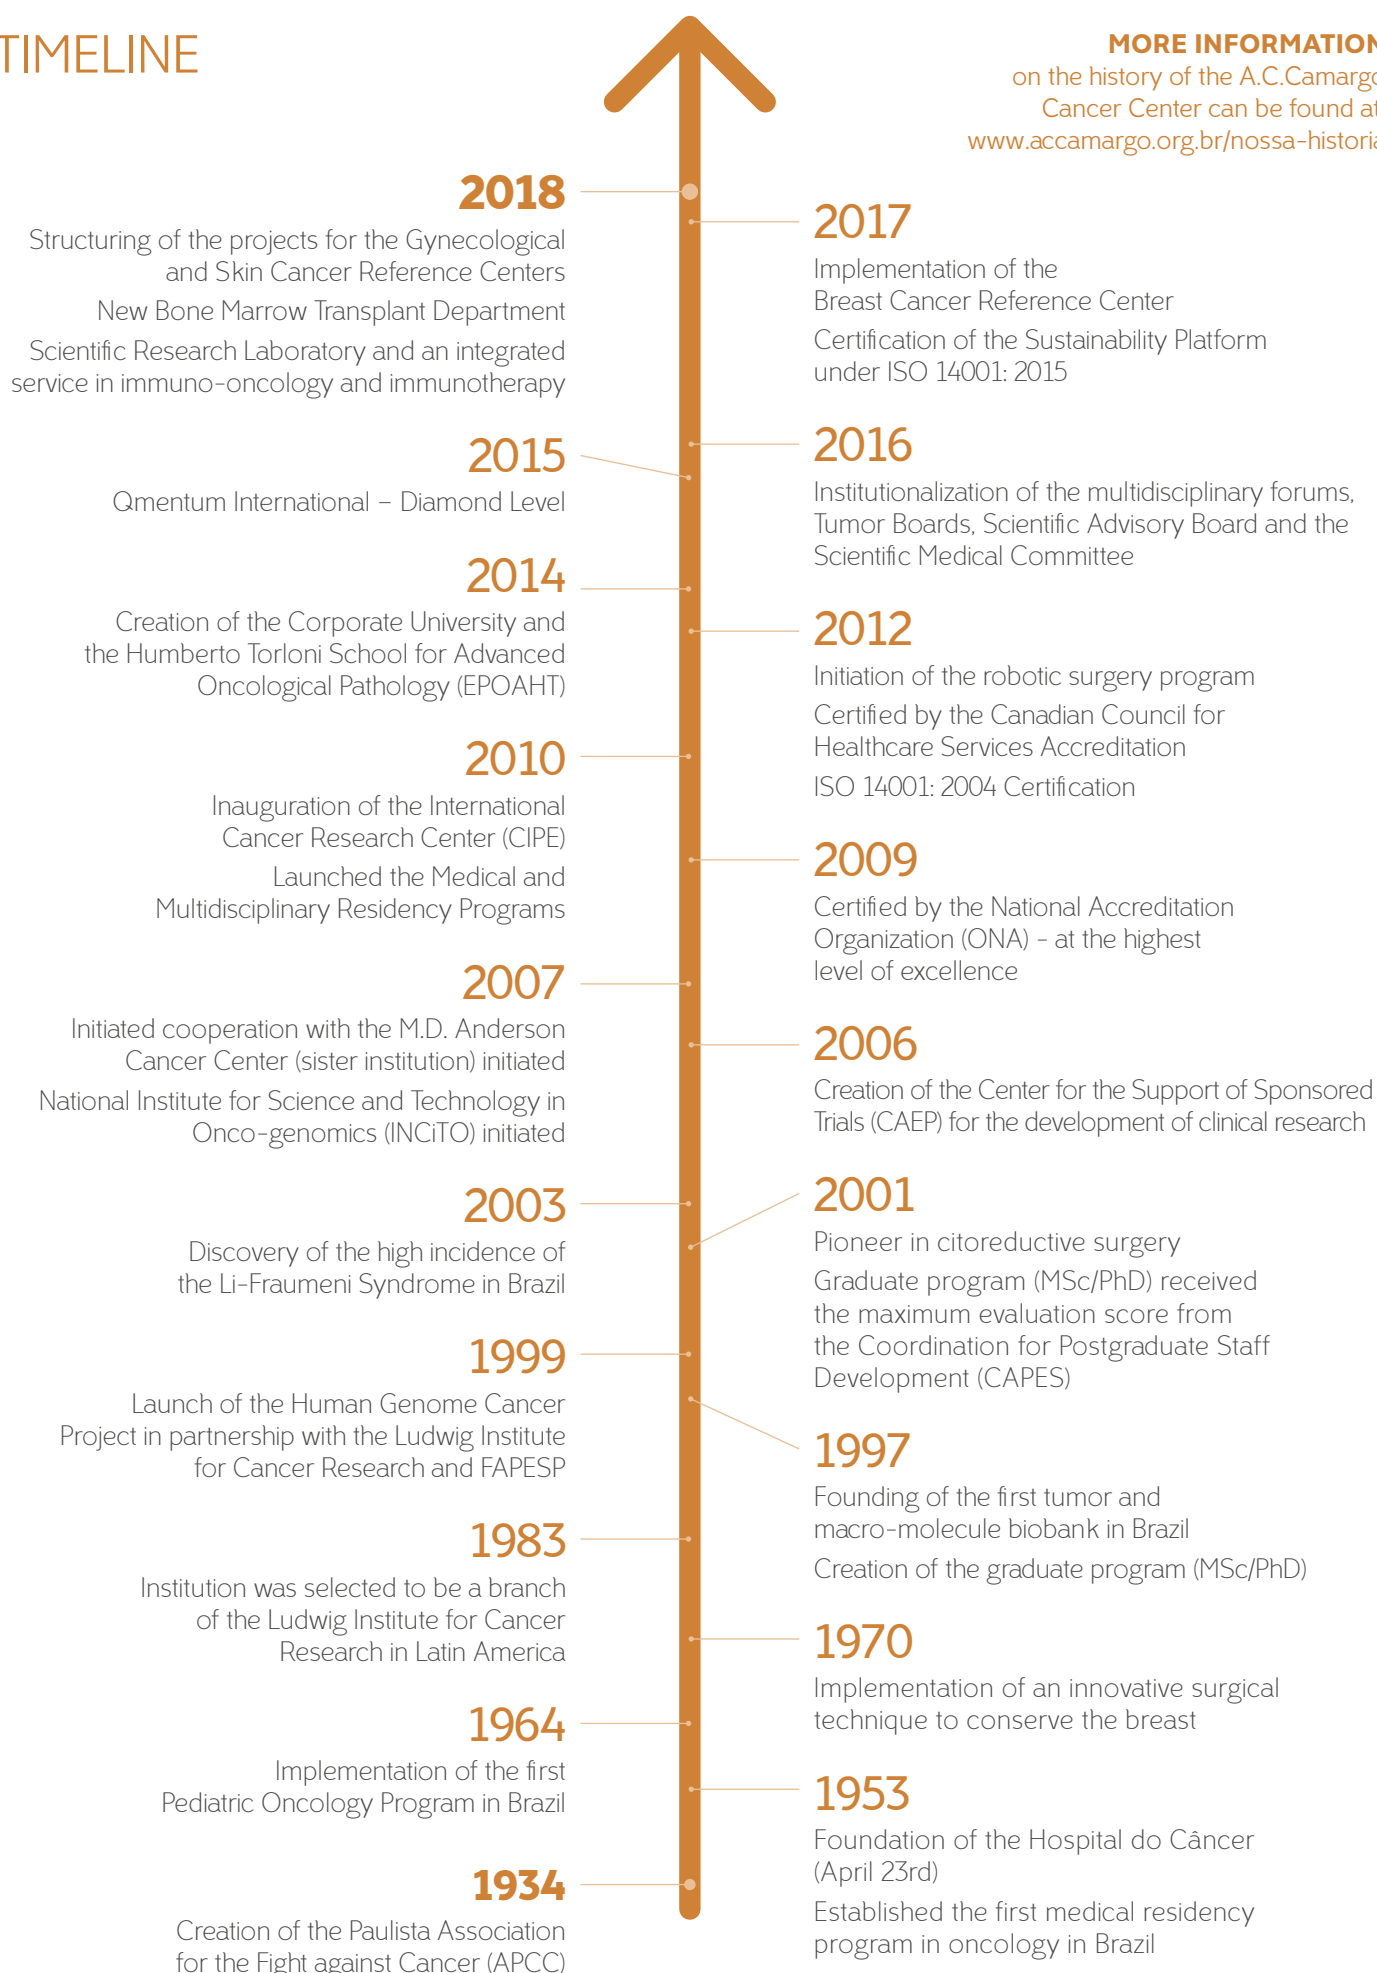 TIMELINE
MORE INFORMATION
on the history of the A.C.Camargo
Cancer Center can be found at
www.accamargo.org.br/nossa-historia
2018
Structuring of the projects for the Gynecological
and Skin Cancer Reference Centers
New Bone Marrow Transplant Department
Scientific Research Laboratory and an integrated
service in immuno-oncology and immunotherapy
2017
Implementation of the
Breast Cancer Reference Center
Certification of the Sustainability Platform
under ISO 14001: 2015
2016
Institutionalization of the multidisciplinary forums,
Tumor Boards, Scientific Advisory Board and the
Scientific Medical Committee
2015
Qmentum International – Diamond Level
2014
Creation of the Corporate University and
the Humberto Torloni School for Advanced
Oncological Pathology (EPOAHT)
2012
Initiation of the robotic surgery program
Certified by the Canadian Council for
Healthcare Services Accreditation
ISO 14001: 2004 Certification
2010
Inauguration of the International
Cancer Research Center (CIPE)
Launched the Medical and
Multidisciplinary Residency Programs
2009
Certified by the National Accreditation
Organization (ONA) - at the highest
level of excellence
2007
Initiated cooperation with the M.D. Anderson
Cancer Center (sister institution) initiated
National Institute for Science and Technology in
Onco-genomics (INCiTO) initiated
2006
Creation of the Center for the Support of Sponsored
Trials (CAEP) for the development of clinical research
2003
Discovery of the high incidence of
the Li-Fraumeni Syndrome in Brazil
2001
Pioneer in citoreductive surgery
Graduate program (MSc/PhD) received
the maximum evaluation score from
the Coordination for Postgraduate Staff
Development (CAPES)
1999
Launch of the Human Genome Cancer
Project in partnership with the Ludwig Institute
for Cancer Research and FAPESP
1997
Founding of the first tumor and
macro-molecule biobank in Brazil
Creation of the graduate program (MSc/PhD)
1983
Institution was selected to be a branch
of the Ludwig Institute for Cancer
Research in Latin America
1970
Implementation of an innovative surgical
technique to conserve the breast
1964
Implementation of the first
Pediatric Oncology Program in Brazil
1953
Foundation of the Hospital do Câncer
(April 23rd)
Established the first medical residency
program in oncology in Brazil
1934
Creation of the Paulista Association
for the Fight against Cancer (APCC)